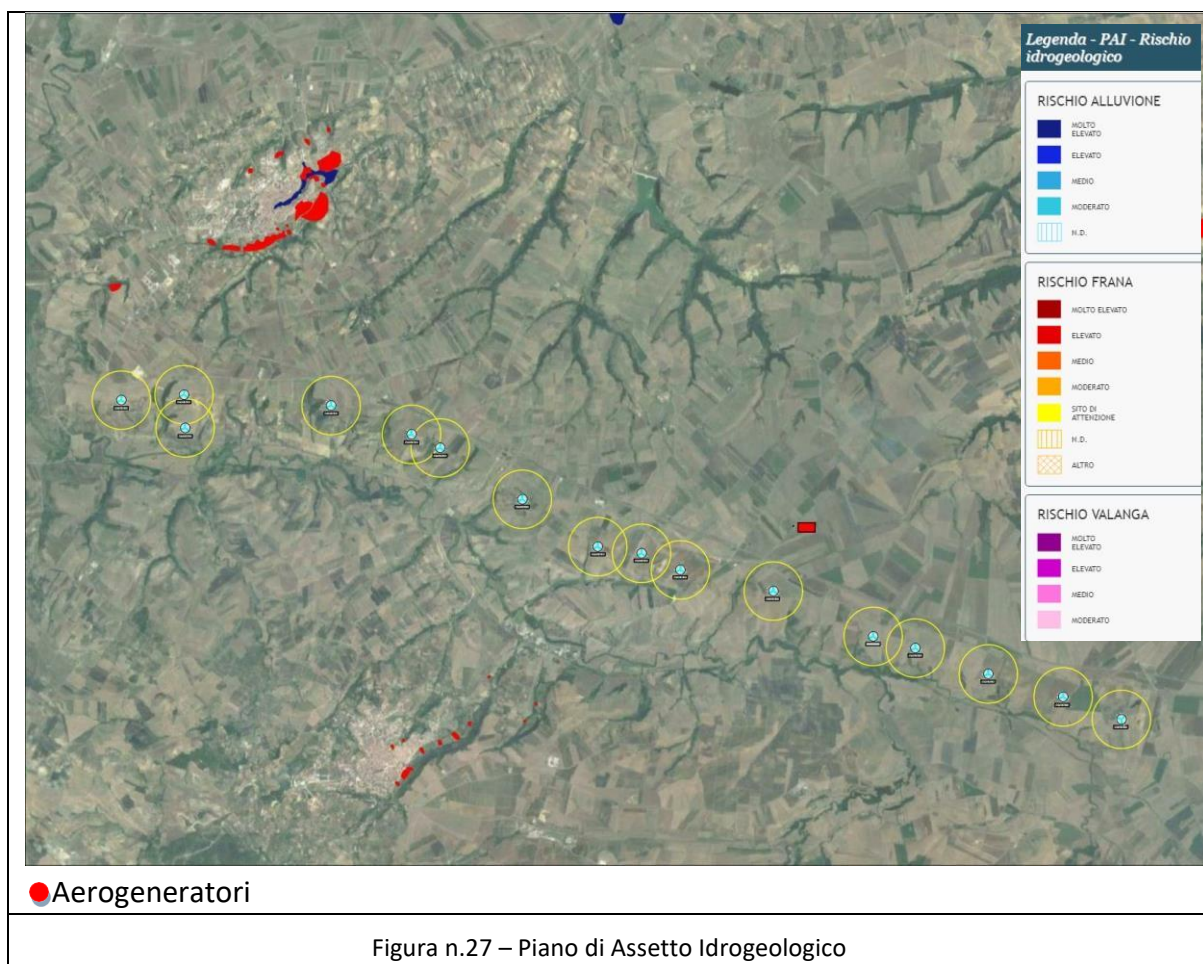 Legenda - PAI - Rischio
idrogeologico
RISCHIO ALLUVIONE
MOLTO
ELEVATO
ELEVATO
MEDIO
MODERATO
N.D.
RISCHIO FRANA
MOLTO ELEVATO
ELEVATO
MEDIO
MODERATO
SITO DI
ATTENZIONE
N.D.
ALTRO
RISCHIO VALANGA
MOLTO
ELEVATO
ELEVATO
MEDIO
MODERATO
Aerogeneratori
Figura n.27 – Piano di Assetto Idrogeologico